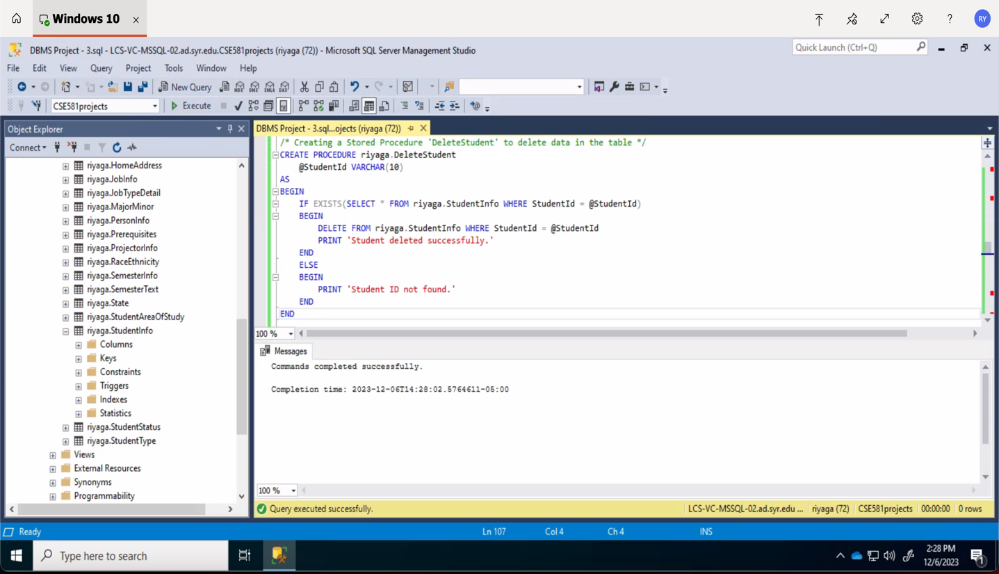 Windows 10
RY
DBMS Project - 3.sql - LCS-VC-MSSQL-02.ad.syr.edu.CSE581projects (riyaga (72)) - Microsoft SQL Server Management Studio
Quick Launch (Ctrl+Q)
File Edit View Query Project Tools Window Help
New Query MDX DMX XMLA DAX
CSE581projects Execute
Object Explorer
Connect
riyaga.HomeAddress
riyaga.JobInfo
riyaga.JobTypeDetail
riyaga.MajorMinor
riyaga.PersonInfo
riyaga.Prerequisites
riyaga.ProjectorInfo
riyaga.RaceEthnicity
riyaga.SemesterInfo
riyaga.SemesterText
riyaga.State
riyaga.StudentAreaOfStudy
riyaga.StudentInfo
Columns
Keys
Constraints
Triggers
Indexes
Statistics
riyaga.StudentStatus
riyaga.StudentType
Views
External Resources
Synonyms
Programmability
DBMS Project - 3.sql...ojects (riyaga (72))
/* Creating a Stored Procedure 'DeleteStudent' to delete data in the table */
CREATE PROCEDURE riyaga.DeleteStudent
@StudentId VARCHAR(10)
AS
BEGIN
IF EXISTS(SELECT * FROM riyaga.StudentInfo WHERE StudentId = @StudentId)
BEGIN
DELETE FROM riyaga.StudentInfo WHERE StudentId = @StudentId
PRINT 'Student deleted successfully.'
END
ELSE
BEGIN
PRINT 'Student ID not found.'
END
END
100 %
Messages
Commands completed successfully.
Completion time: 2023-12-06T14:28:02.5764611-05:00
100 %
Query executed successfully. LCS-VC-MSSQL-02.ad.syr.edu ... riyaga (72) CSE581projects 00:00:00 0 rows
Ready Ln 107 Col 4 Ch 4 INS
Type here to search
2:28 PM
12/6/2023
1